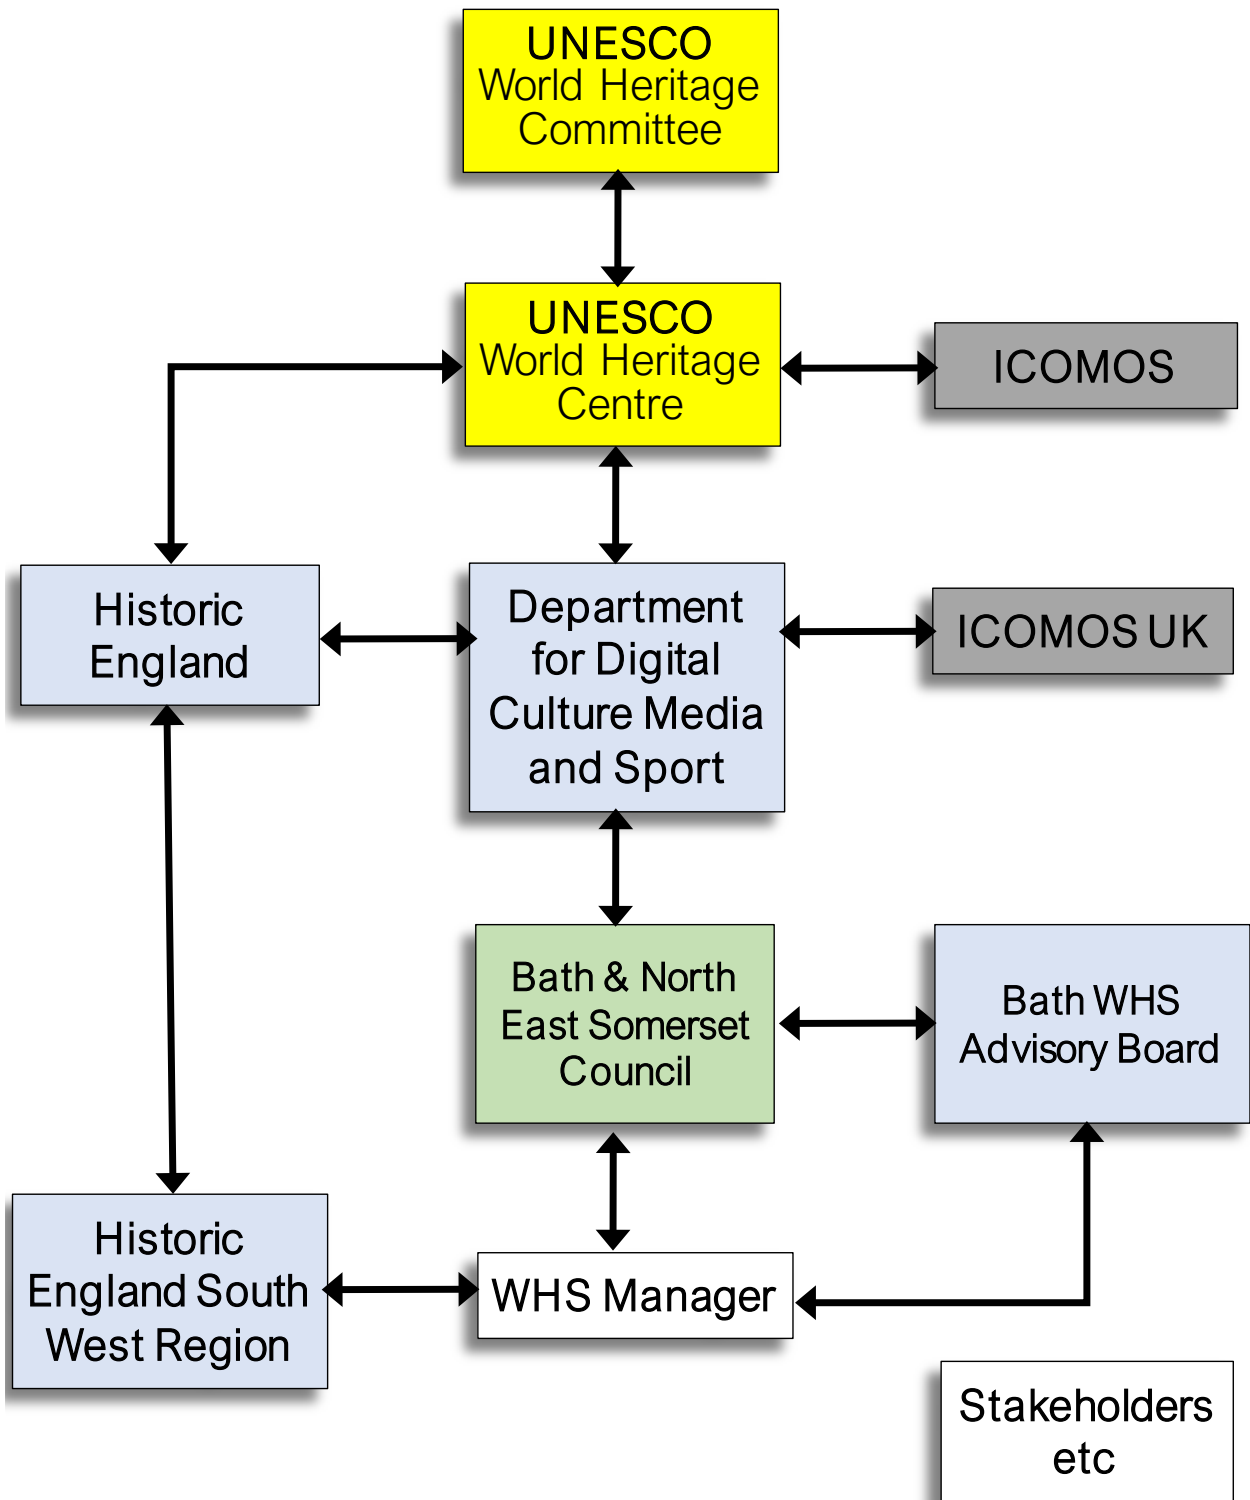 UNESCO
World Heritage
Committee
UNESCO
World Heritage
Centre
ICOMOS
Historic
England
Department
for Digital
Culture Media
and Sport
ICOMOS UK
Bath & North
East Somerset
Council
Bath WHS
Advisory Board
Historic
England South
West Region
WHS Manager
Stakeholders
etc